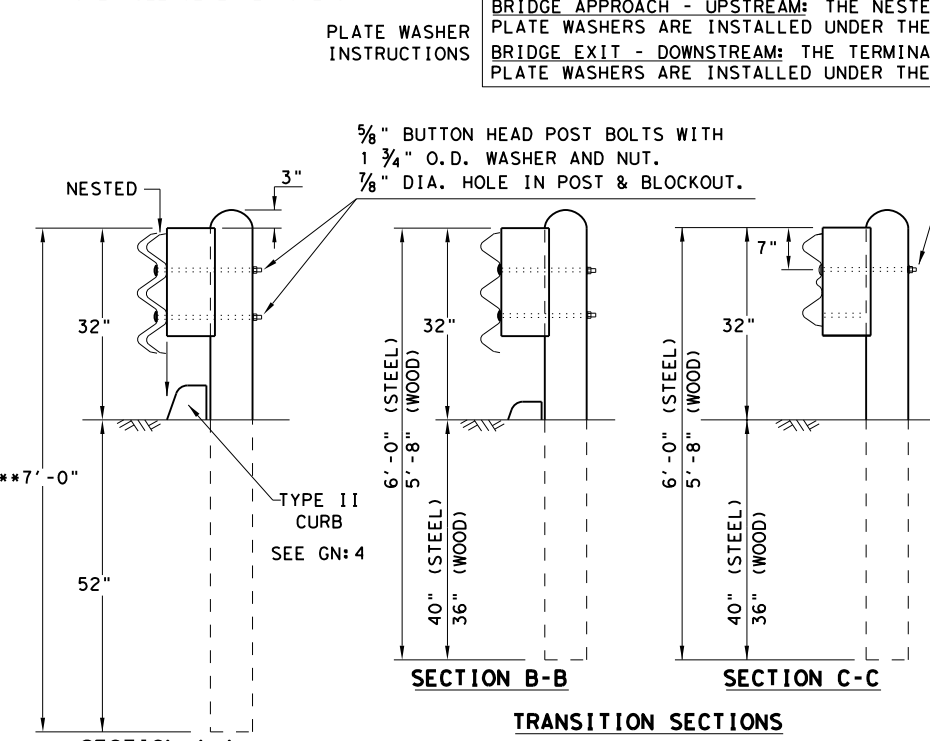 BRIDGE APPROACH - UPSTREAM: THE NESTE
PLATE WASHERS ARE INSTALLED UNDER THE
BRIDGE EXIT - DOWNSTREAM: THE TERMINA
PLATE WASHERS ARE INSTALLED UNDER THE
PLATE WASHER
INSTRUCTIONS
⅝" BUTTON HEAD POST BOLTS WITH
1 ¾" O.D. WASHER AND NUT.
⅞" DIA. HOLE IN POST & BLOCKOUT.
NESTED
3"
32"
**7'-0"
52"
TYPE II
CURB
SEE GN:4
32"
6'-0" (STEEL)
5'-8" (WOOD)
40" (STEEL)
36" (WOOD)
SECTION B-B
7"
32"
6'-0" (STEEL)
5'-8" (WOOD)
40" (STEEL)
36" (WOOD)
SECTION C-C
TRANSITION SECTIONS